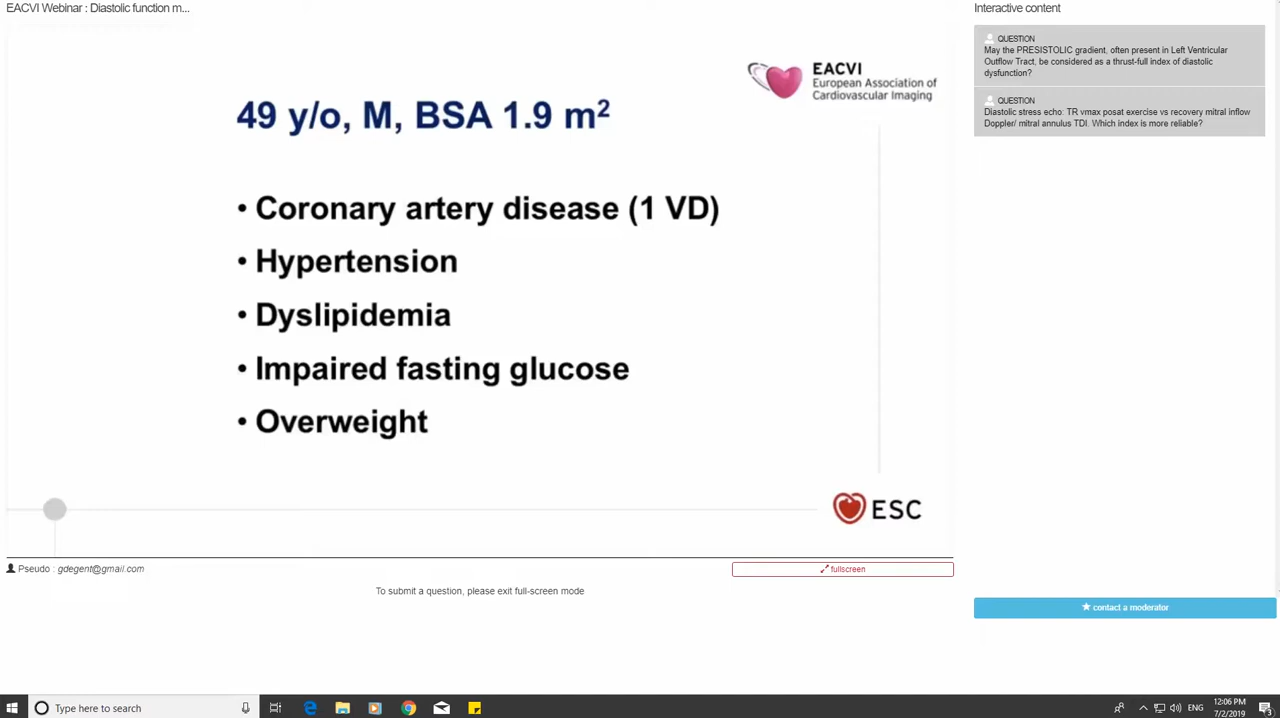 EACVI Webinar : Diastolic function m...
Interactive content
EACVI
European Association of
Cardiovascular Imaging
49 y/o, M, BSA 1.9 m²
• Coronary artery disease (1 VD)
• Hypertension
• Dyslipidemia
• Impaired fasting glucose
• Overweight
ESC
QUESTION
May the PRESISTOLIC gradient, often present in Left Ventricular
Outflow Tract, be considered as a thrust-full index of diastolic
dysfunction?
QUESTION
Diastolic stress echo: TR vmax posat exercise vs recovery mitral inflow
Doppler/ mitral annulus TDI. Which index is more reliable?
Pseudo : gdegent@gmail.com
fullscreen
To submit a question, please exit full-screen mode
contact a moderator
Type here to search
ENG
12:06 PM
7/2/2019
3